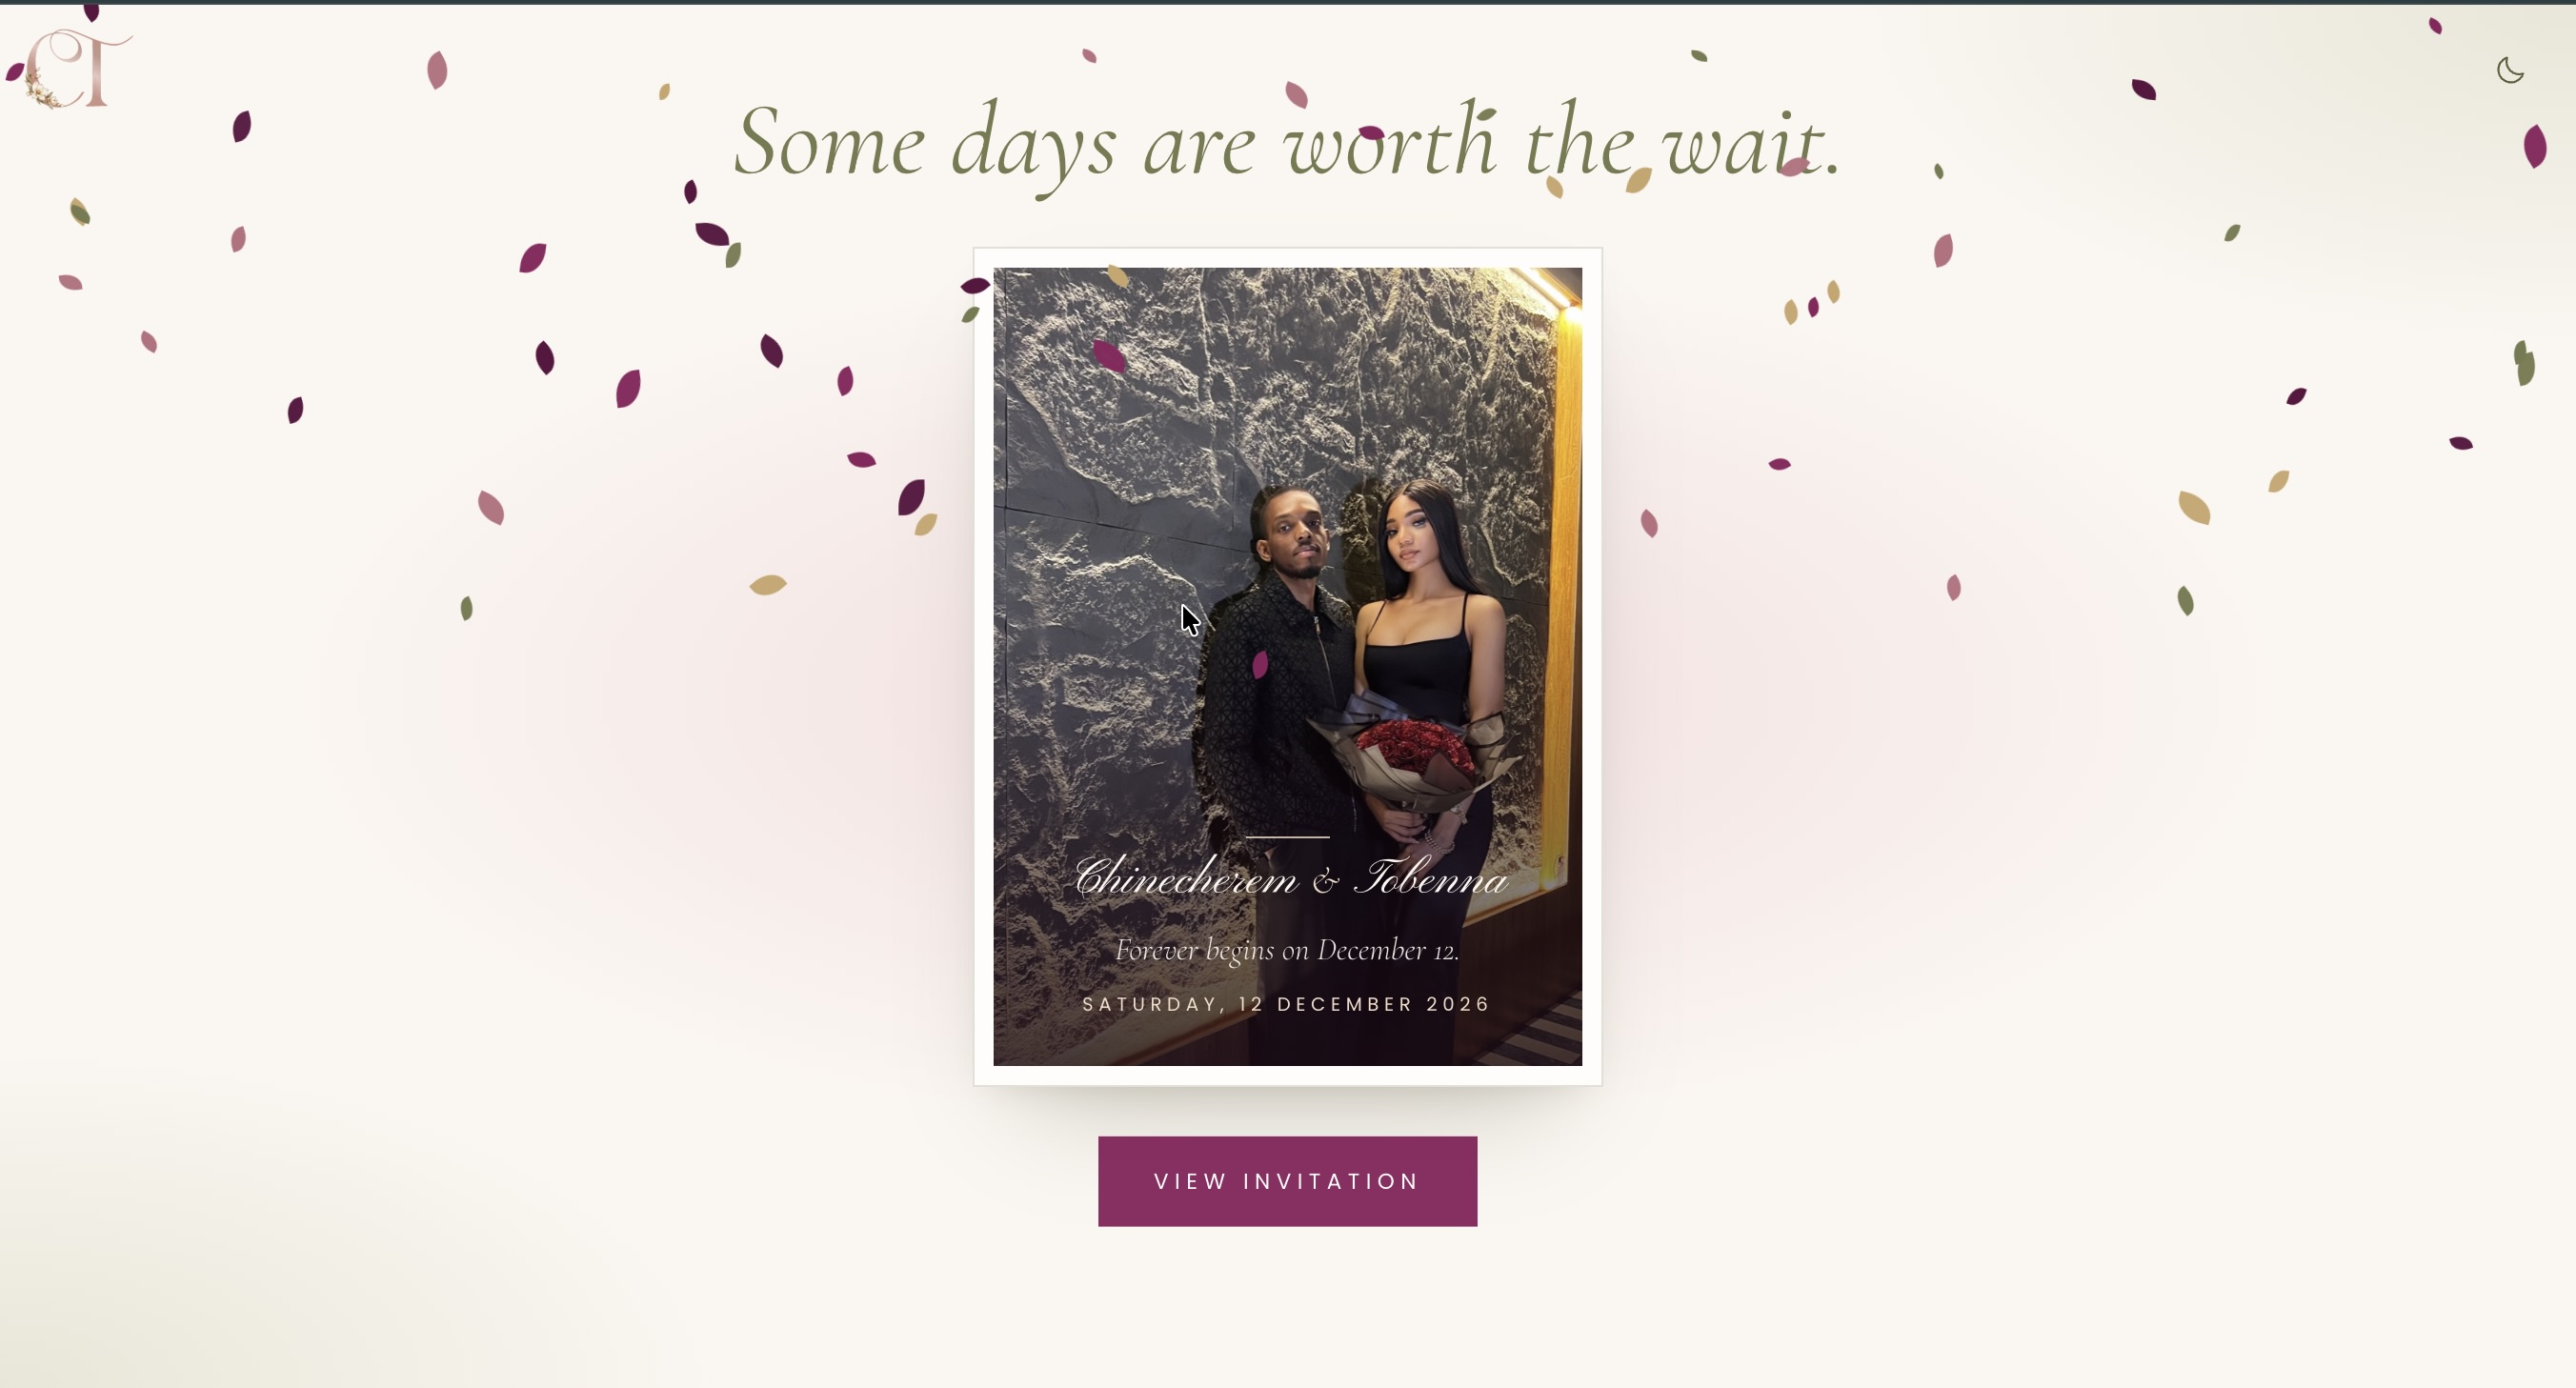 CT
Some days are worth the wait.
Chinecherem & Tobenna
Forever begins on December 12.
SATURDAY, 12 DECEMBER 2026
VIEW INVITATION